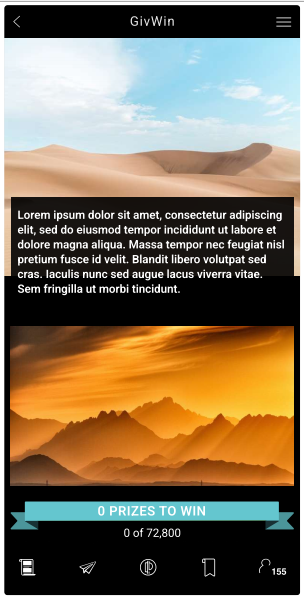 GivWin
Lorem ipsum dolor sit amet, consectetur adipiscing
elit, sed do eiusmod tempor incididunt ut labore et
dolore magna aliqua. Massa tempor nec feugiat nisl
pretium fusce id velit. Blandit libero volutpat sed
cras. Iaculis nunc sed augue lacus viverra vitae.
Sem fringilla ut morbi tincidunt.
0 PRIZES TO WIN
0 of 72,800
155